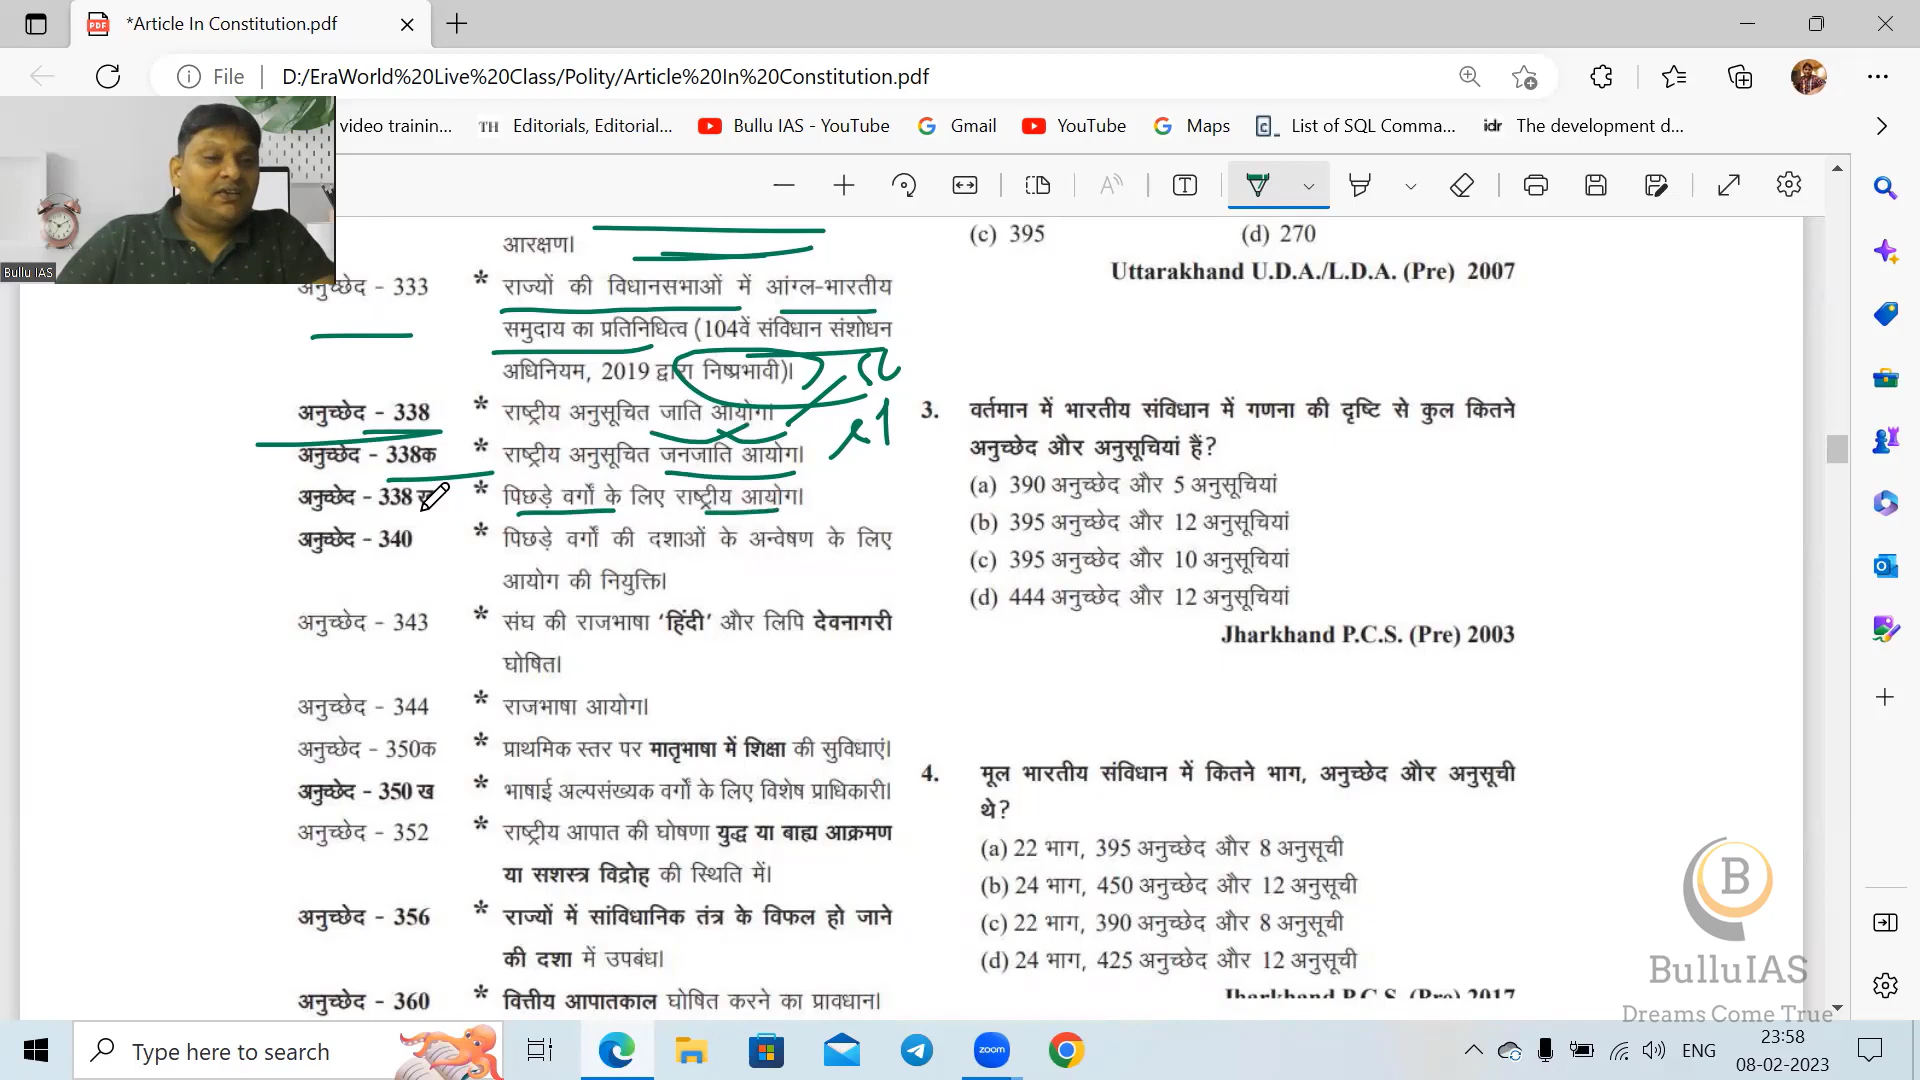 *Article In Constitution.pdf
File
D:/EraWorld%20Live%20Class/Polity/Article%20In%20Constitution.pdf
video trainin...
TH Editorials, Editorial...
Bullu IAS - YouTube
Gmail
YouTube
Maps
List of SQL Comma...
idr The development d...
Bullu IAS
आरक्षण।
अनुच्छेद - 333 * राज्यों की विधानसभाओं में आंग्ल-भारतीय
समुदाय का प्रतिनिधित्व (104वें संविधान संशोधन
अधिनियम, 2019 द्वारा निष्प्रभावी)।
अनुच्छेद - 338 * राष्ट्रीय अनुसूचित जाति आयोग।
अनुच्छेद - 338क * राष्ट्रीय अनुसूचित जनजाति आयोग।
अनुच्छेद - 338 ख * पिछड़े वर्गों के लिए राष्ट्रीय आयोग।
अनुच्छेद - 340 * पिछड़े वर्गों की दशाओं के अन्वेषण के लिए
आयोग की नियुक्ति।
अनुच्छेद - 343 * संघ की राजभाषा ‘हिंदी’ और लिपि देवनागरी
घोषित।
अनुच्छेद - 344 * राजभाषा आयोग।
अनुच्छेद - 350क * प्राथमिक स्तर पर मातृभाषा में शिक्षा की सुविधाएं।
अनुच्छेद - 350 ख * भाषाई अल्पसंख्यक वर्गों के लिए विशेष प्राधिकारी।
अनुच्छेद - 352 * राष्ट्रीय आपात की घोषणा युद्ध या बाह्य आक्रमण
या सशस्त्र विद्रोह की स्थिति में।
अनुच्छेद - 356 * राज्यों में सांविधानिक तंत्र के विफल हो जाने
की दशा में उपबंध।
अनुच्छेद - 360 * वित्तीय आपातकाल घोषित करने का प्रावधान।
(c) 395 (d) 270
Uttarakhand U.D.A./L.D.A. (Pre) 2007
3. वर्तमान में भारतीय संविधान में गणना की दृष्टि से कुल कितने
अनुच्छेद और अनुसूचियां हैं?
(a) 390 अनुच्छेद और 5 अनुसूचियां
(b) 395 अनुच्छेद और 12 अनुसूचियां
(c) 395 अनुच्छेद और 10 अनुसूचियां
(d) 444 अनुच्छेद और 12 अनुसूचियां
Jharkhand P.C.S. (Pre) 2003
4. मूल भारतीय संविधान में कितने भाग, अनुच्छेद और अनुसूची
थे?
(a) 22 भाग, 395 अनुच्छेद और 8 अनुसूची
(b) 24 भाग, 450 अनुच्छेद और 12 अनुसूची
(c) 22 भाग, 390 अनुच्छेद और 8 अनुसूची
(d) 24 भाग, 425 अनुच्छेद और 12 अनुसूची
Jharkhand P.C.S. (Pre) 2017
B
BulluIAS
Dreams Come True
Type here to search
zoom
ENG
23:58
08-02-2023